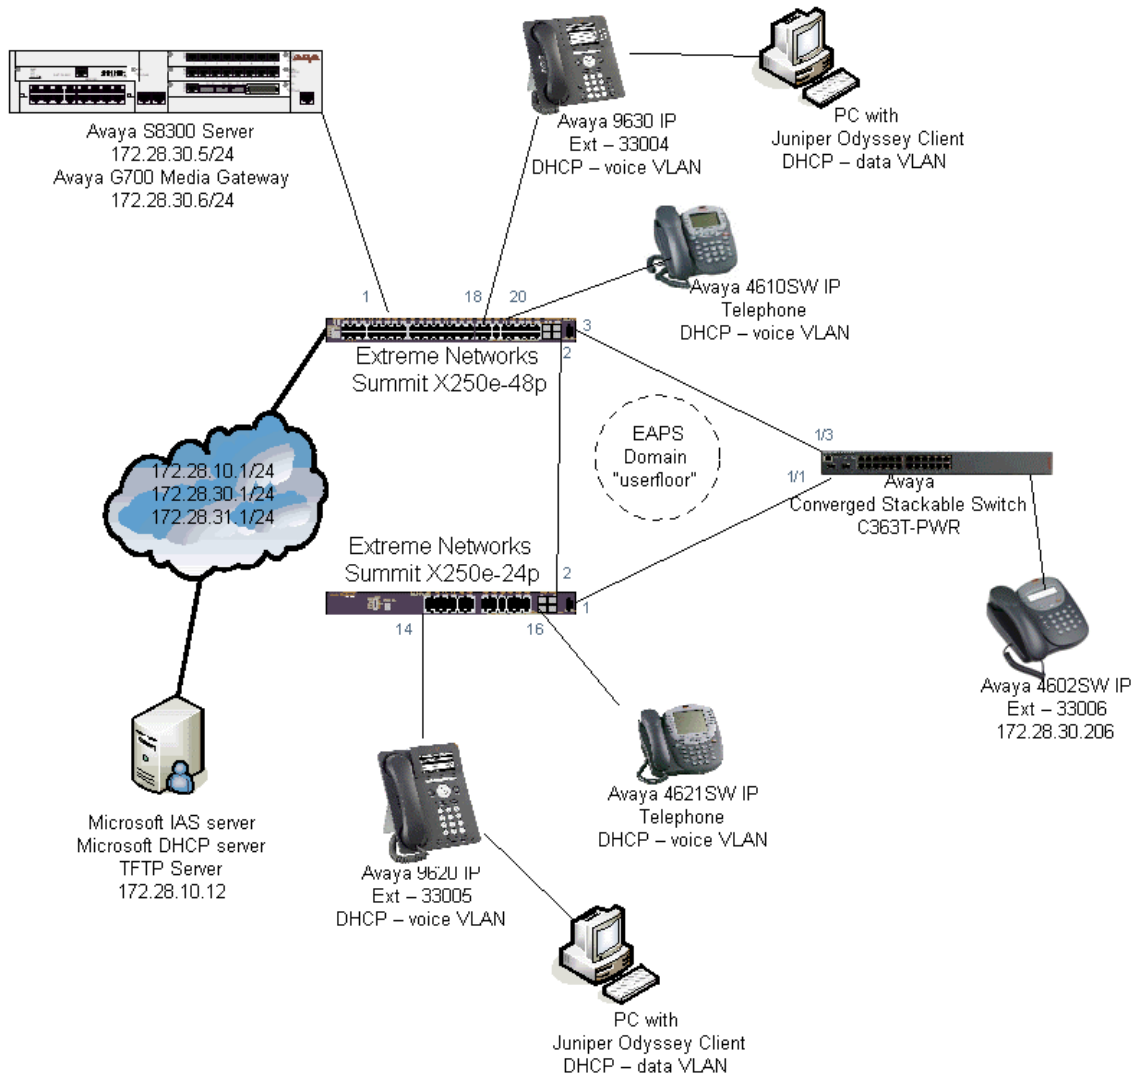 Avaya S8300 Server
172.28.30.5/24
Avaya G700 Media Gateway
172.28.30.6/24
Avaya 9630 IP
Ext – 33004
DHCP – voice VLAN
PC with
Juniper Odyssey Client
DHCP – data VLAN
Avaya 4610SW IP
Telephone
DHCP – voice VLAN
1
18
20
3
2
Extreme Networks
Summit X250e-48p
EAPS
Domain
"userfloor"
1/3
1/1
Avaya
Converged Stackable Switch
C363T-PWR
172.28.10.1/24
172.28.30.1/24
172.28.31.1/24
Extreme Networks
Summit X250e-24p
2
1
14
16
Avaya 4602SW IP
Ext – 33006
172.28.30.206
Microsoft IAS server
Microsoft DHCP server
TFTP Server
172.28.10.12
Avaya 4621SW IP
Telephone
DHCP – voice VLAN
Avaya 9620 IP
Ext – 33005
DHCP – voice VLAN
PC with
Juniper Odyssey Client
DHCP – data VLAN